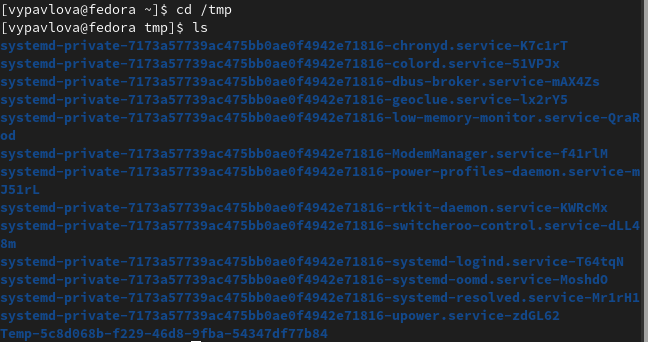 [vypavlova@fedora ~]$ cd /tmp
[vypavlova@fedora tmp]$ ls
systemd-private-7173a57739ac475bb0ae0f4942e71816-chronyd.service-K7c1rT
systemd-private-7173a57739ac475bb0ae0f4942e71816-colord.service-51VPJx
systemd-private-7173a57739ac475bb0ae0f4942e71816-dbus-broker.service-mAX4Zs
systemd-private-7173a57739ac475bb0ae0f4942e71816-geoclue.service-lx2rY5
systemd-private-7173a57739ac475bb0ae0f4942e71816-low-memory-monitor.service-QraR
od
systemd-private-7173a57739ac475bb0ae0f4942e71816-ModemManager.service-f41rlM
systemd-private-7173a57739ac475bb0ae0f4942e71816-power-profiles-daemon.service-m
J51rL
systemd-private-7173a57739ac475bb0ae0f4942e71816-rtkit-daemon.service-KWRcMx
systemd-private-7173a57739ac475bb0ae0f4942e71816-switcheroo-control.service-dLL4
8m
systemd-private-7173a57739ac475bb0ae0f4942e71816-systemd-logind.service-T64tqN
systemd-private-7173a57739ac475bb0ae0f4942e71816-systemd-oomd.service-MoshdO
systemd-private-7173a57739ac475bb0ae0f4942e71816-systemd-resolved.service-Mr1rH1
systemd-private-7173a57739ac475bb0ae0f4942e71816-upower.service-zdGL62
Temp-5c8d068b-f229-46d8-9fba-54347df77b84